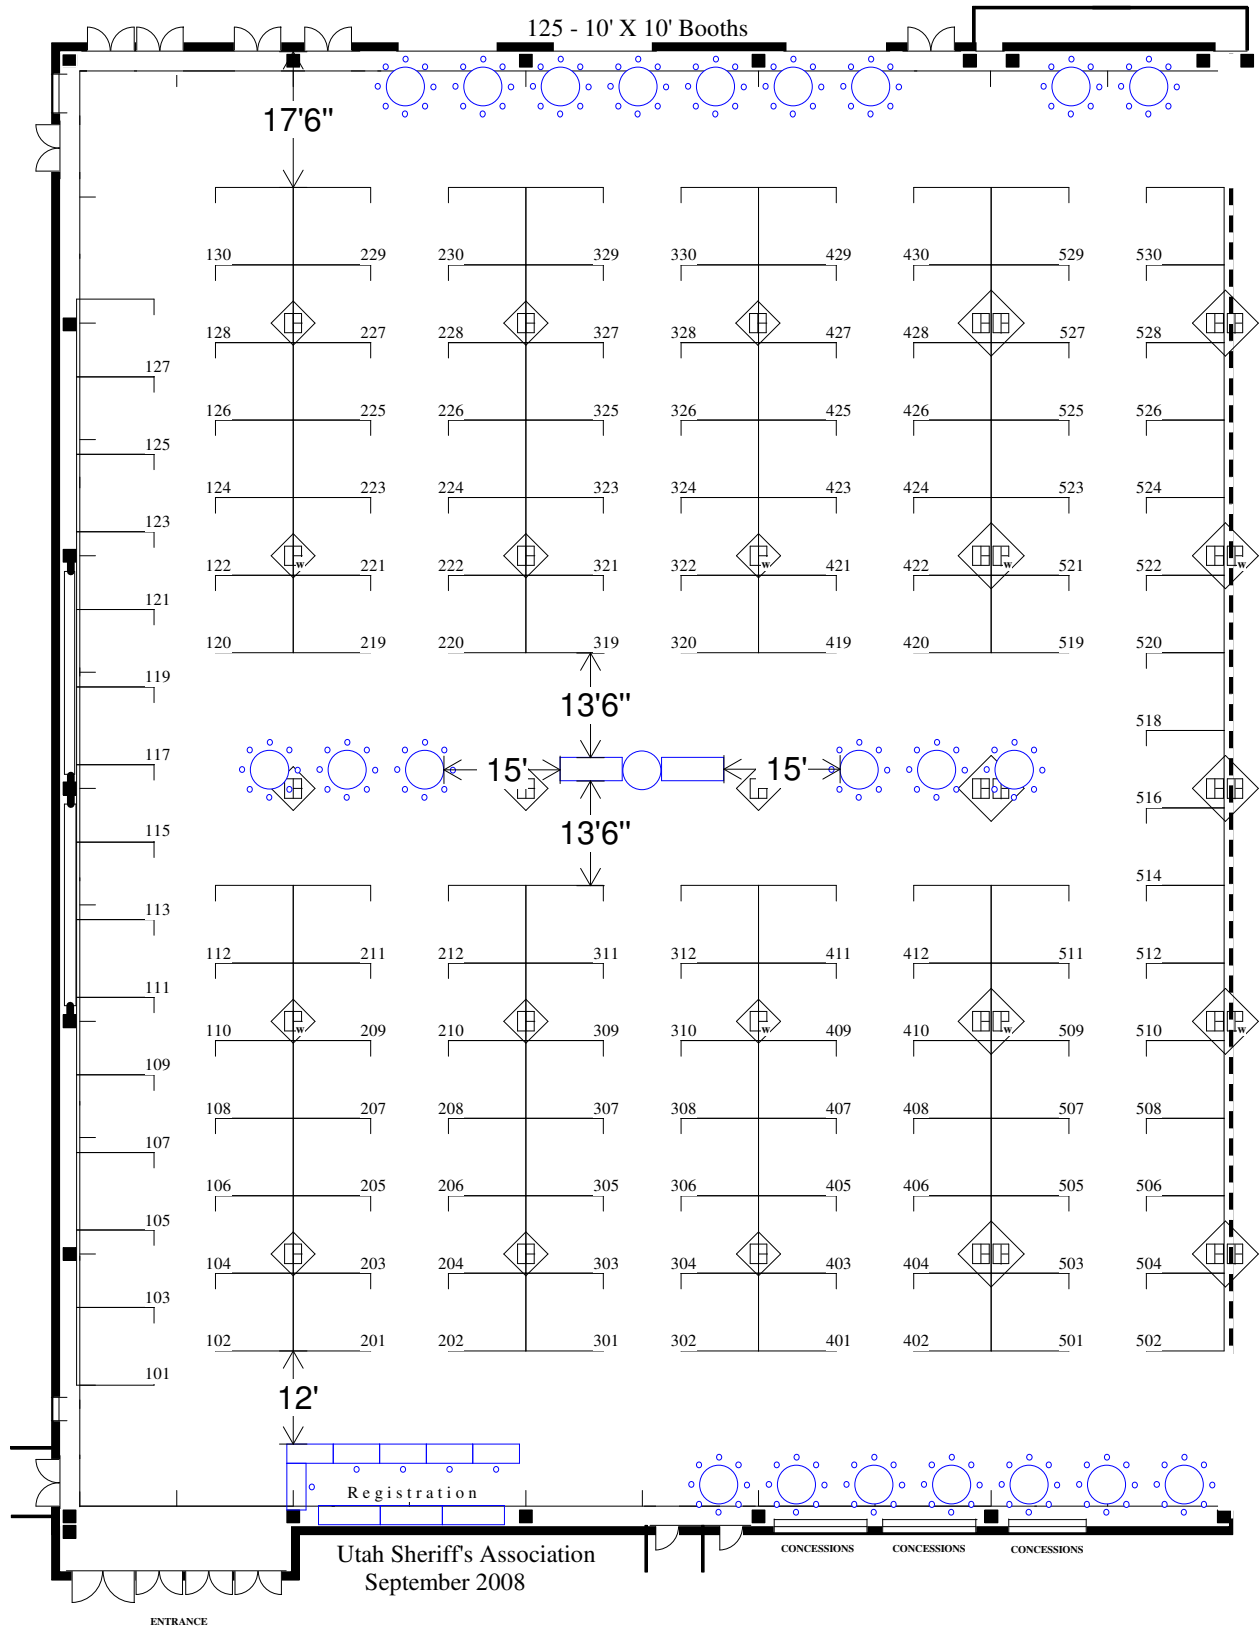 125 - 10' X 10' Booths
17'6"
130 229 230 329 330 429 430 529 530
128 227 228 327 328 427 428 527 528
127
126 225 226 325 326 425 426 525 526
125
124 223 224 323 324 423 424 523 524
123
122 W 221 222 321 322 W 421 422 W 521 522 W
121
120 219 220 319 320 419 420 519 520
119
13'6"
518
117
15' 15'
516
115
13'6"
514
113
112 211 212 311 312 411 412 511 512
111
110 W 209 210 309 310 W 409 410 W 509 510 W
109
108 207 208 307 308 407 408 507 508
107
106 205 206 305 306 405 406 505 506
105
104 203 204 303 304 403 404 503 504
103
102 201 202 301 302 401 402 501 502
101
12'
Registration
CONCESSIONS CONCESSIONS CONCESSIONS
Utah Sheriff's Association
September 2008
ENTRANCE